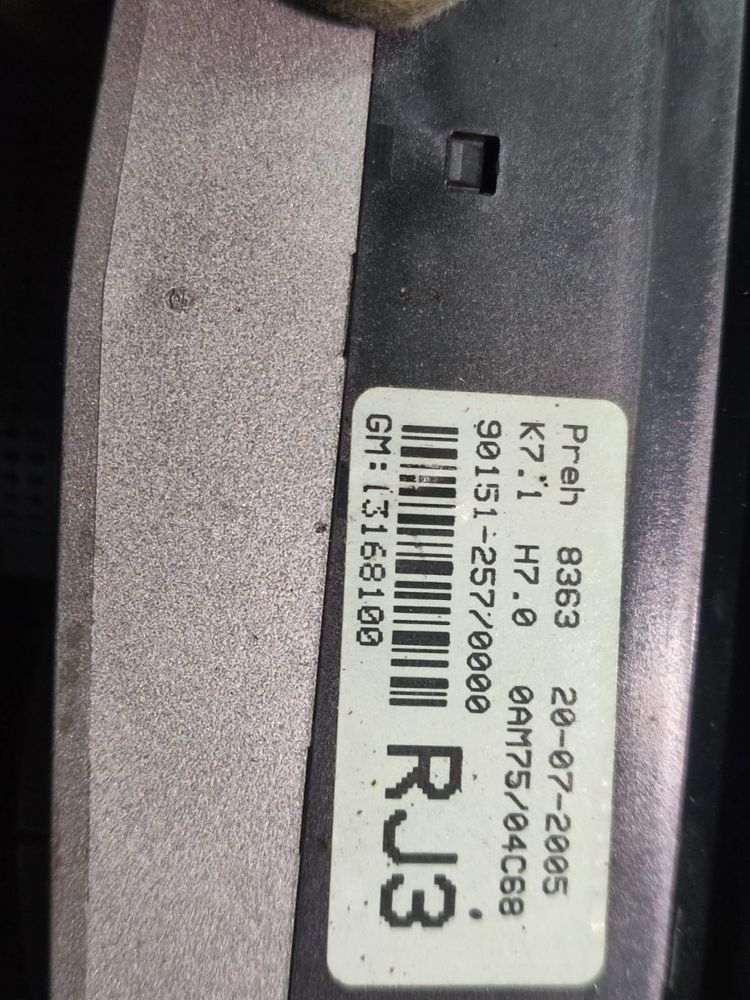 Preh 8363 20-07-2005
K7.1 H7.0 0AM75/04C68
90151-257/0000
RJ3
GM:13168100